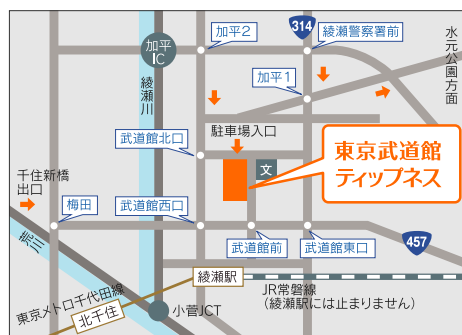 314
加平2
綾瀬警察署前
加平
IC
水元公園方面
綾瀬川
加平1
駐車場入口
武道館北口
文
東京武道館
ティップネス
千住新橋
出口
梅田
武道館西口
荒川
武道館前
武道館東口
457
綾瀬駅
JR常磐線
(綾瀬駅には止まりません)
東京メトロ千代田線
北千住
小菅JCT